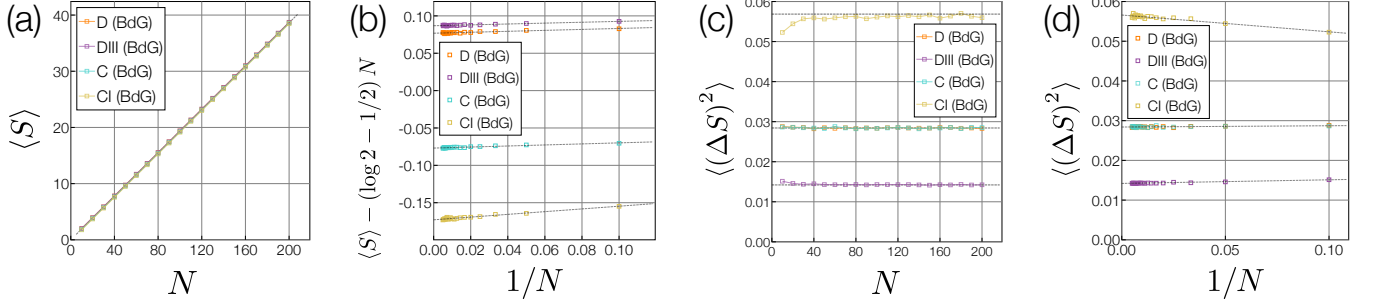 (a)
⟨S⟩
40
30
20
10
0
D (BdG)
DIII (BdG)
C (BdG)
CI (BdG)
0
40
80
120
160
200
N
(b)
⟨S⟩ − (log 2 − 1/2) N
0.10
0.05
-0.00
-0.05
-0.10
-0.15
D (BdG)
DIII (BdG)
C (BdG)
CI (BdG)
0.00
0.02
0.04
0.06
0.08
0.10
1/N
(c)
⟨(ΔS)²⟩
0.06
0.05
0.04
0.03
0.02
0.01
0.00
D (BdG)
DIII (BdG)
C (BdG)
CI (BdG)
0
40
80
120
160
200
N
(d)
⟨(ΔS)²⟩
0.06
0.05
0.04
0.03
0.02
0.01
0.00
D (BdG)
DIII (BdG)
C (BdG)
CI (BdG)
0.00
0.05
0.10
1/N